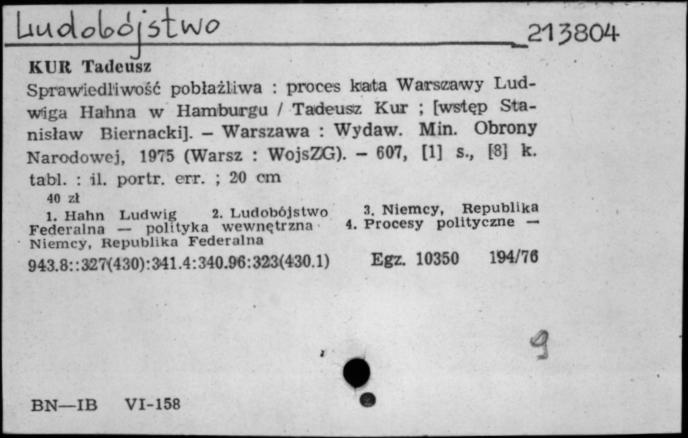 Ludobójstwo
213804
KUR Tadeusz
Sprawiedliwość pobłażliwa : proces kata Warszawy Lud-
wiga Hahna w Hamburgu / Tadeusz Kur ; [wstęp Sta-
nisław Biernacki]. — Warszawa : Wydaw. Min. Obrony
Narodowej, 1975 (Warsz : WojsZG). — 607, [1] s., [8] k.
tabl. : il. portr. err. ; 20 cm
40 zł
1. Hahn Ludwig 2. Ludobójstwo 3. Niemcy, Republika
Federalna — polityka wewnętrzna 4. Procesy polityczne —
Niemcy, Republika Federalna
943.8::327(430):341.4:340.96:323(430.1) Egz. 10350 194/76
9
BN—IB VI-158